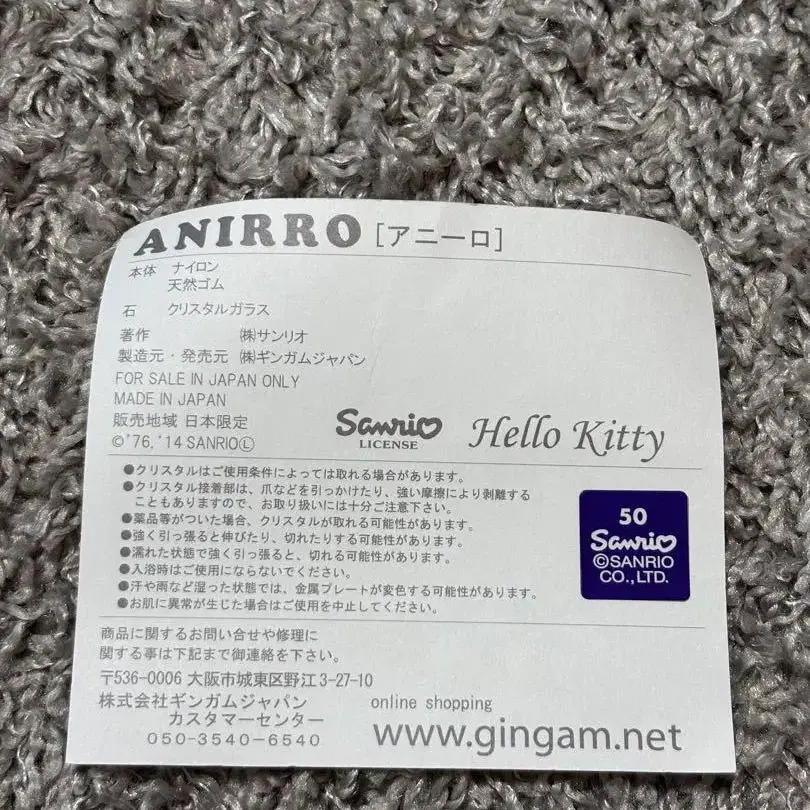 ANIRRO [アニーロ]
本体 ナイロン
天然ゴム
石 クリスタルガラス
著作 ㈱サンリオ
製造元・発売元 ㈱ギンガムジャパン
FOR SALE IN JAPAN ONLY
MADE IN JAPAN
販売地域 日本限定
©'76,'14 SANRIOⓁ
Sanrio
LICENSE
Hello Kitty
●クリスタルはご使用条件によっては取れる場合があります。
●クリスタル接着部は、爪などを引っかけたり、強い摩擦により剥離する
こともありますので、お取り扱いには十分ご注意下さい。
●薬品等がついた場合、クリスタルが取れる可能性があります。
●強く引っ張ると伸びたり、切れたりする可能性があります。
●濡れた状態で強く引っ張ると、切れる可能性があります。
●入浴時はご使用にならないでください。
●汗や雨など湿った状態では、金属プレートが変色する可能性があります。
●お肌に異常が生じた場合はご使用を中止してください。
50
Sanrio
©SANRIO
CO.,LTD.
商品に関するお問い合せや修理に
関する事は下記まで御連絡を下さい。
〒536-0006 大阪市城東区野江3-27-10
株式会社ギンガムジャパン
カスタマーセンター
050-3540-6540
online shopping
www.gingam.net